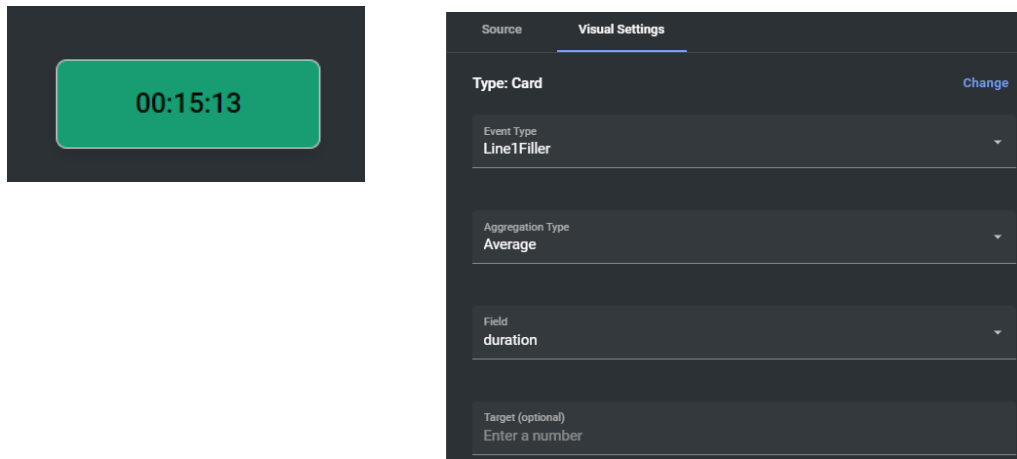 00:15:13
Source Visual Settings
Type: Card Change
Event Type
Line1Filler
Aggregation Type
Average
Field
duration
Target (optional)
Enter a number